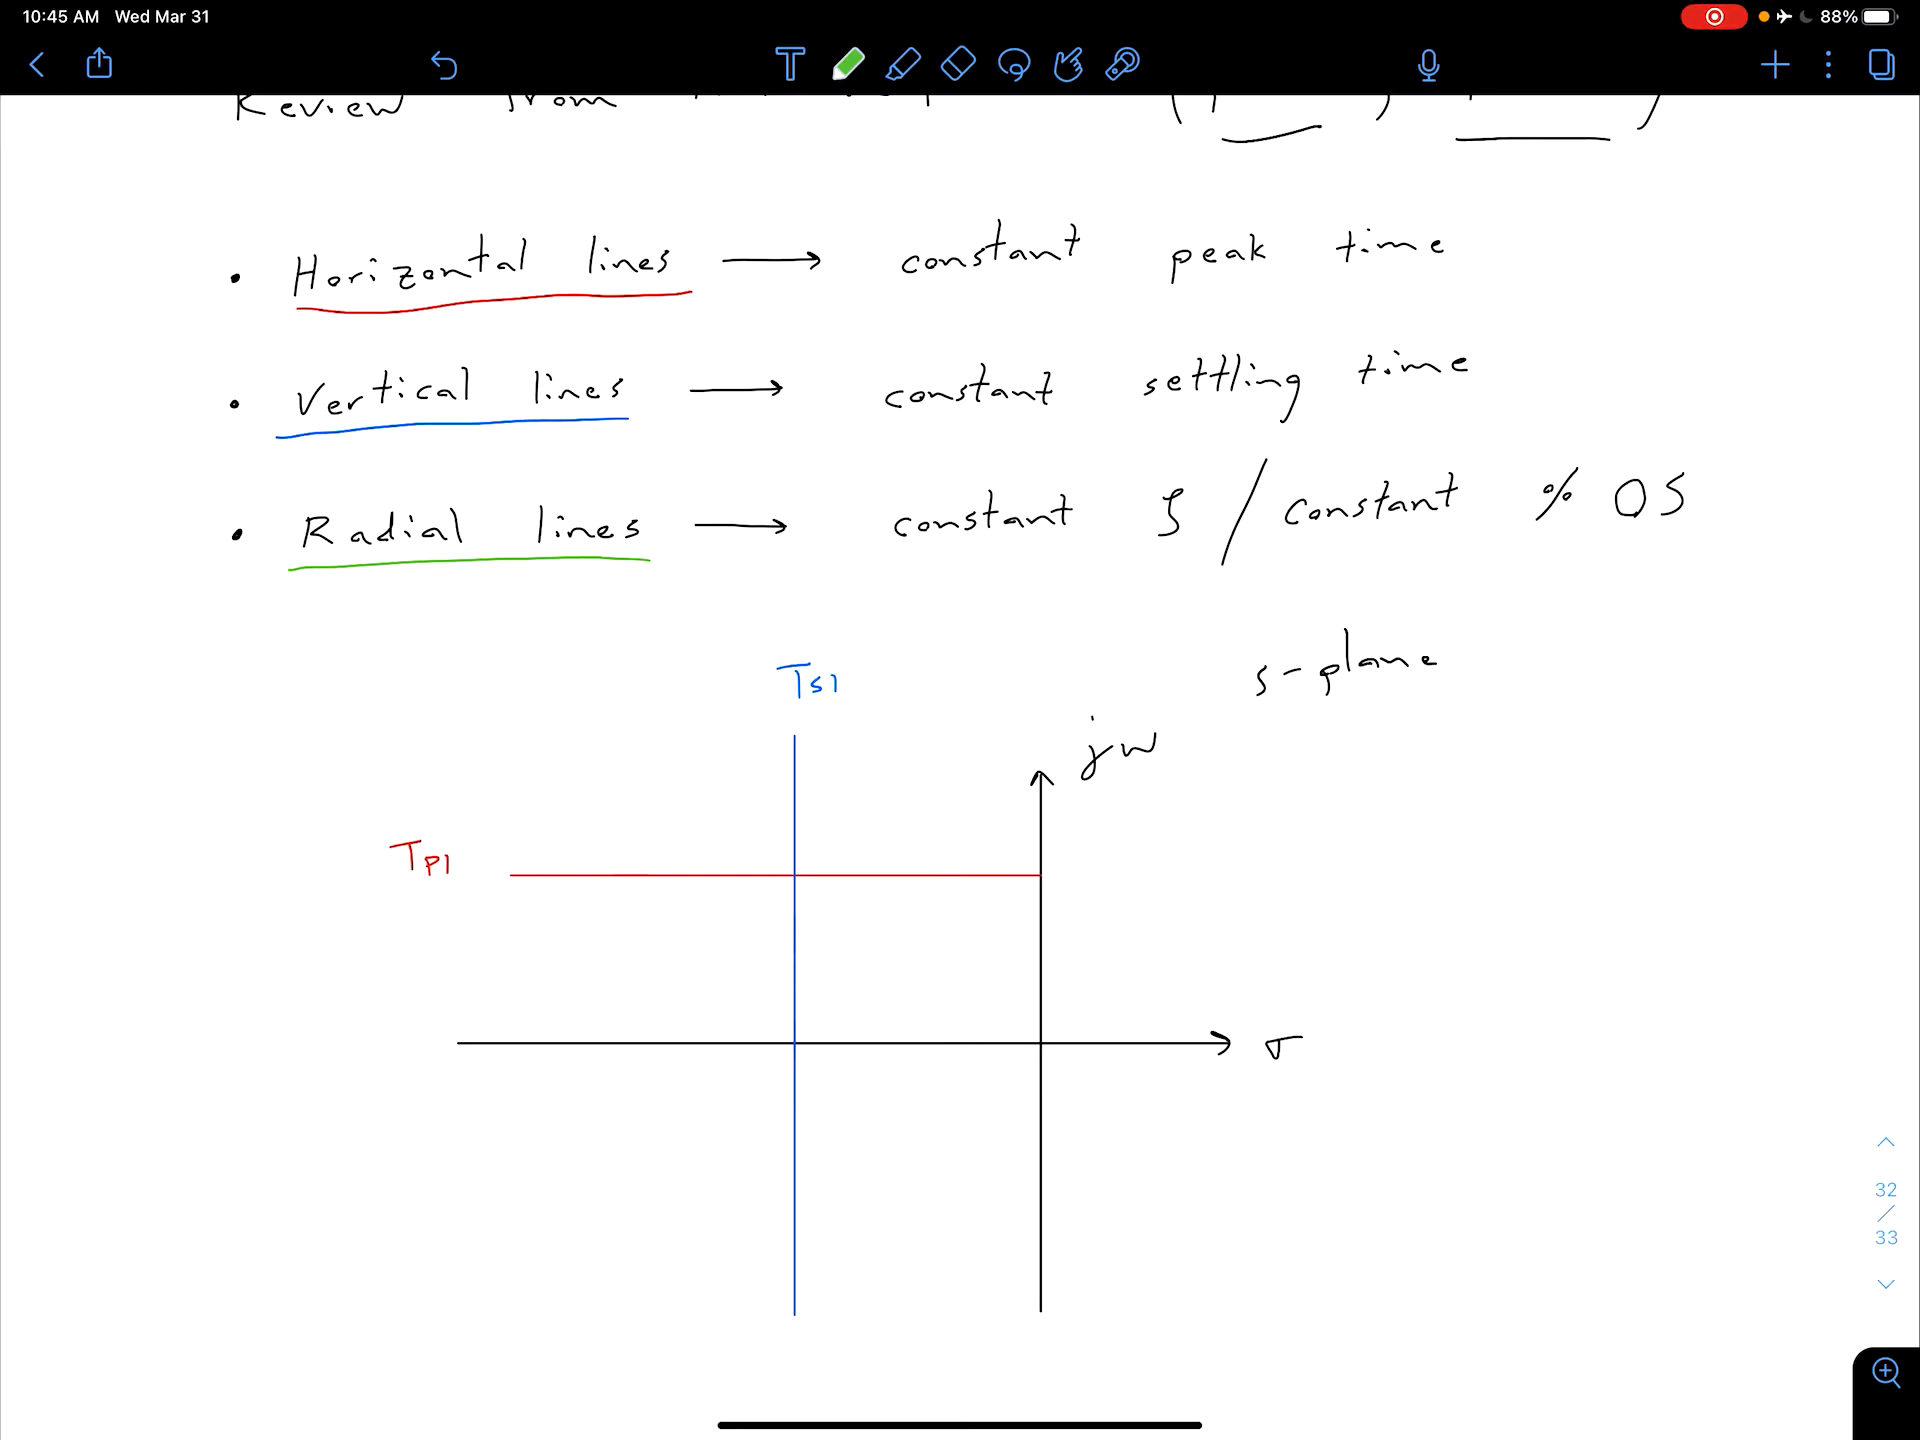 10:45 AM Wed Mar 31
88%
Review from
• Horizontal lines → constant peak time
• Vertical lines → constant settling time
• Radial lines → constant ζ / constant % OS
s-plane
Ts1
jω
Tp1
σ
32
/
33